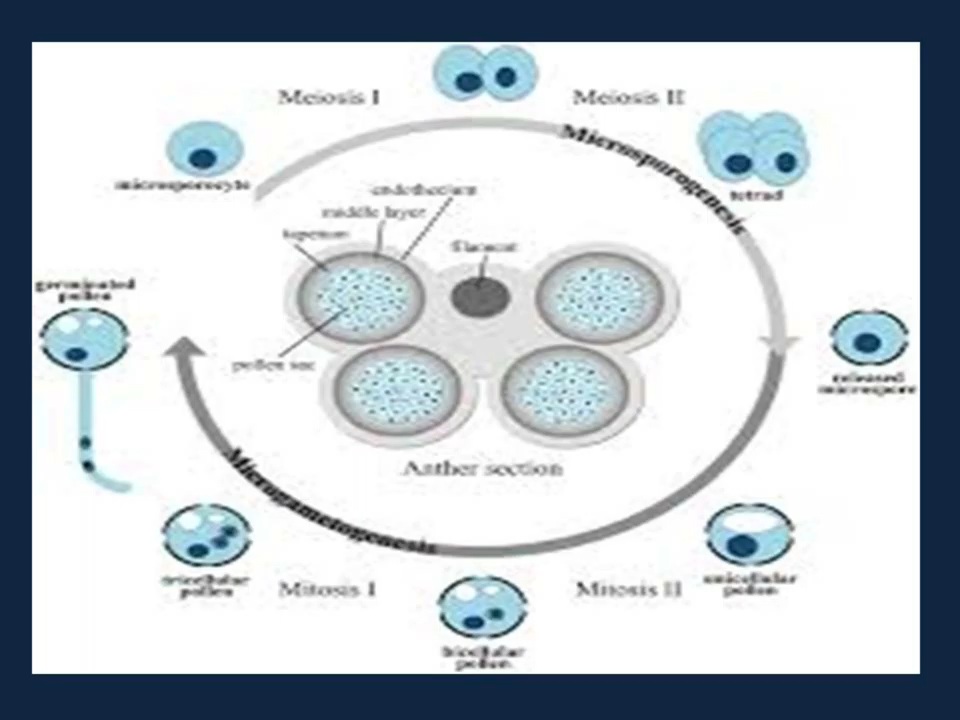 Meiosis I
Meiosis II
Microsporogenesis
microsporocyte
tetrad
endothecium
middle layer
tapetum
filament
germinated
pollen
pollen sac
released
microspore
Anther section
Microgametogenesis
tricellular
pollen
Mitosis I
Mitosis II
unicellular
pollen
bicellular
pollen